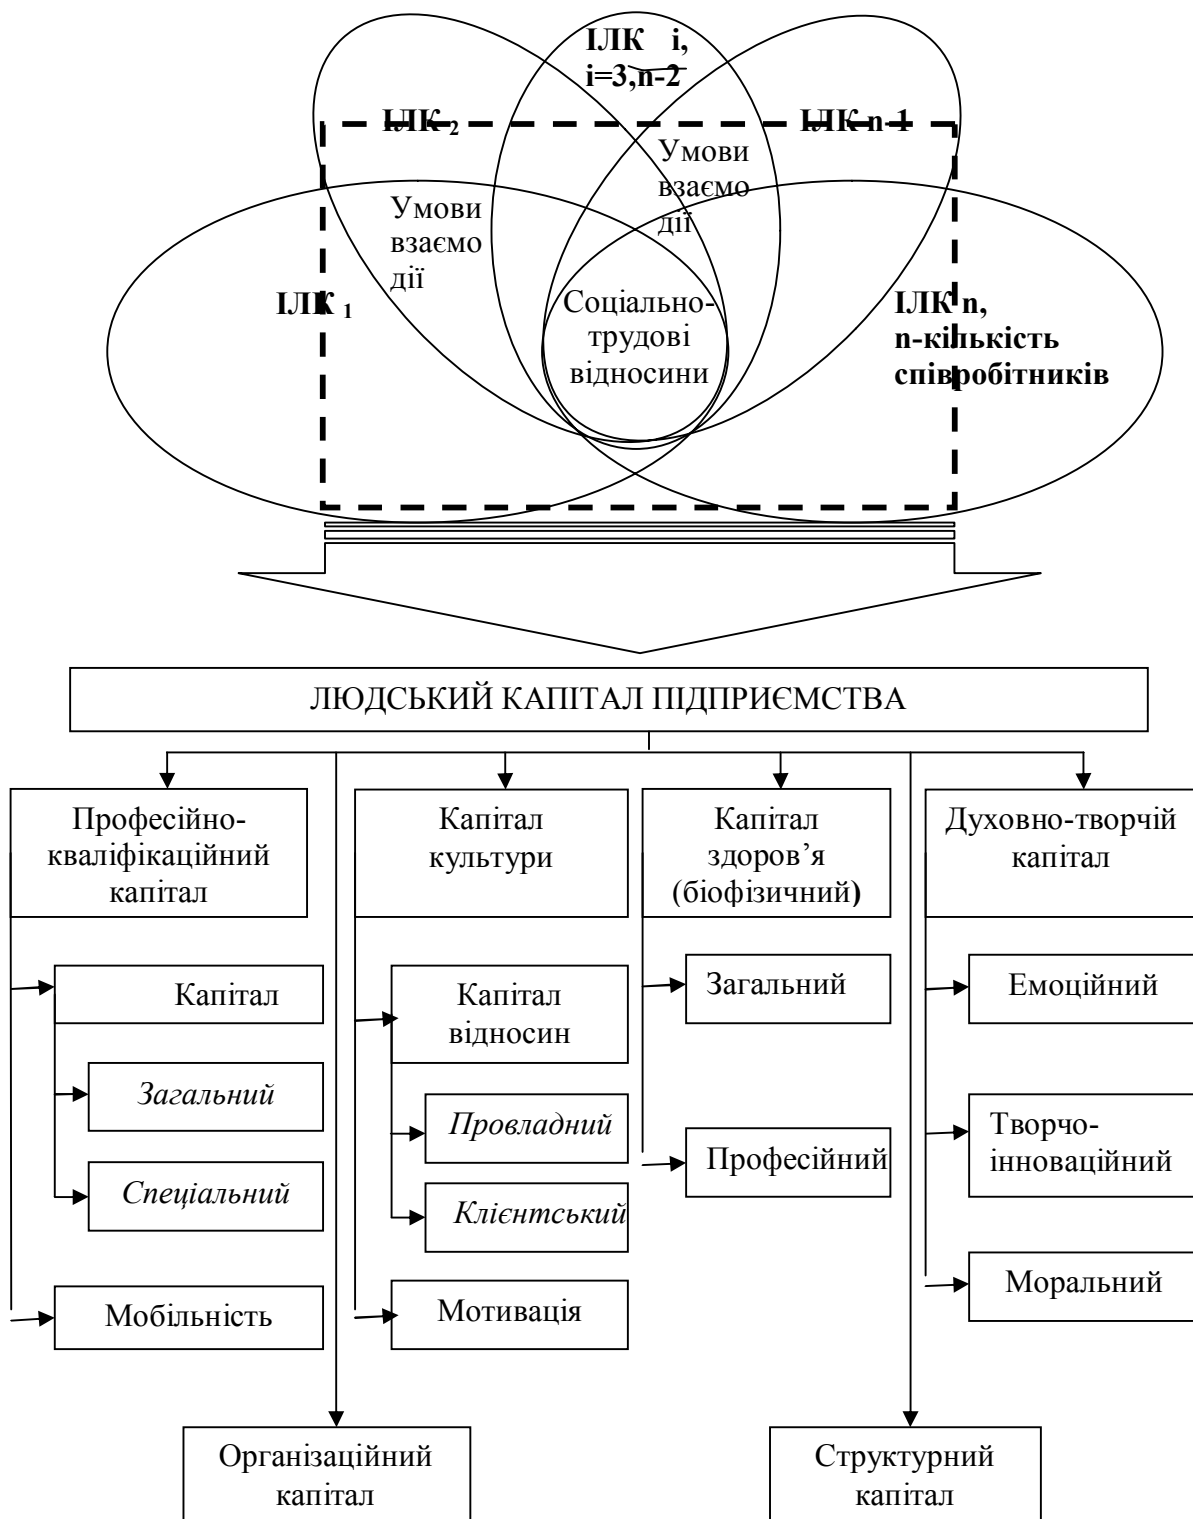 ІЛК i,
i=3,n-2
ІЛК 2
ІЛК n-1
Умови
взаємо
дії
Умови
взаємо
дії
ІЛК 1
Соціально-
трудові
відносини
ІЛК n,
n-кількість
співробітників
ЛЮДСЬКИЙ КАПІТАЛ ПІДПРИЄМСТВА
Професійно-
кваліфікаційний
капітал
Капітал
культури
Капітал
здоров’я
(біофізичний)
Духовно-творчій
капітал
Капітал
Загальний
Спеціальний
Мобільність
Капітал
відносин
Провладний
Клієнтський
Мотивація
Загальний
Професійний
Емоційний
Творчо-
інноваційний
Моральний
Організаційний
капітал
Структурний
капітал